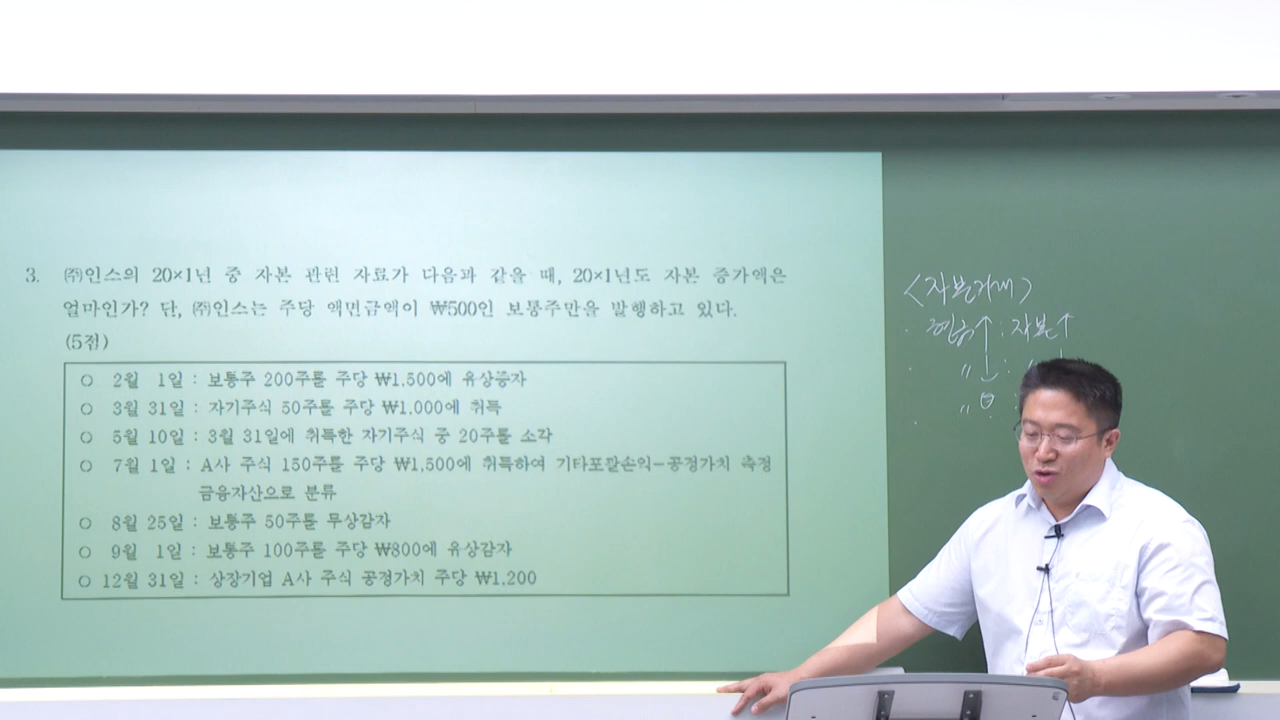 3. ㈜인스의 20×1년 중 자본 관련 자료가 다음과 같을 때, 20×1년도 자본 증가액은
얼마인가? 단, ㈜인스는 주당 액면금액이 ₩500인 보통주만을 발행하고 있다.
(5점)
○ 2월 1일 : 보통주 200주를 주당 ₩1,500에 유상증자
○ 3월 31일 : 자기주식 50주를 주당 ₩1,000에 취득
○ 5월 10일 : 3월 31일에 취득한 자기주식 중 20주를 소각
○ 7월 1일 : A사 주식 150주를 주당 ₩1,500에 취득하여 기타포괄손익-공정가치 측정
금융자산으로 분류
○ 8월 25일 : 보통주 50주를 무상감자
○ 9월 1일 : 보통주 100주를 주당 ₩800에 유상감자
○ 12월 31일 : 상장기업 A사 주식 공정가치 주당 ₩1,200
<자본거래>
· 현금↑ : 자본↑
· 〃 ↓ :
· 〃